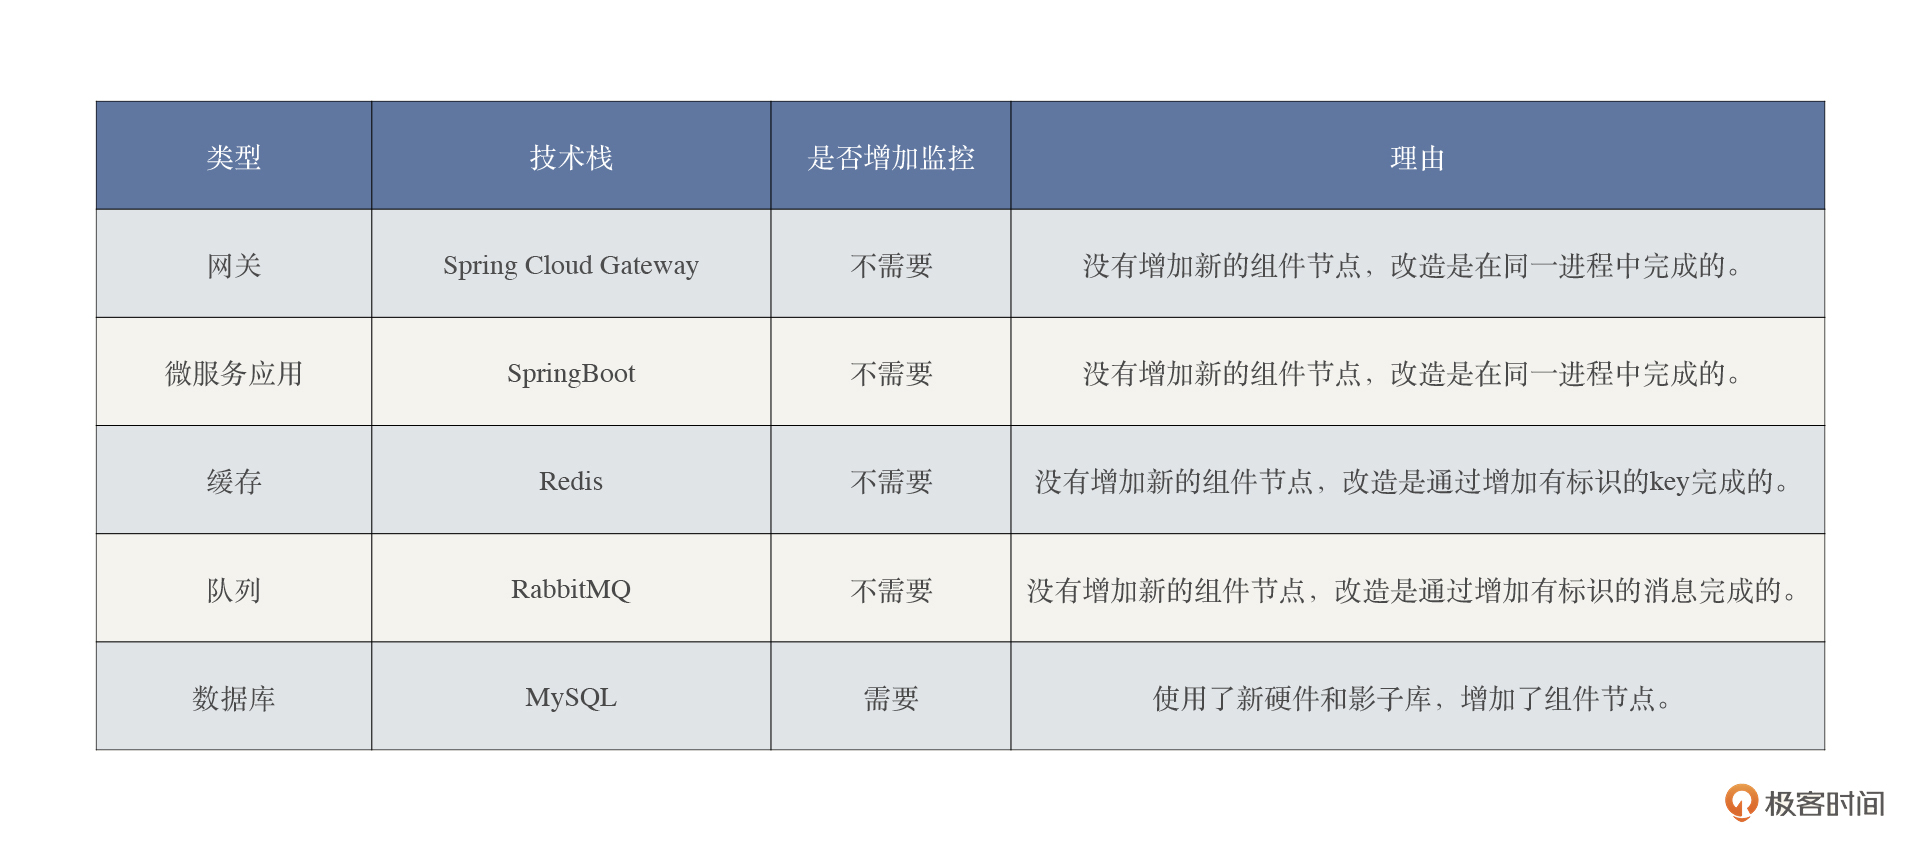 类型 技术栈 是否增加监控 理由
网关 Spring Cloud Gateway 不需要 没有增加新的组件节点，改造是在同一进程中完成的。
微服务应用 SpringBoot 不需要 没有增加新的组件节点，改造是在同一进程中完成的。
缓存 Redis 不需要 没有增加新的组件节点，改造是通过增加有标识的key完成的。
队列 RabbitMQ 不需要 没有增加新的组件节点，改造是通过增加有标识的消息完成的。
数据库 MySQL 需要 使用了新硬件和影子库，增加了组件节点。
极客时间